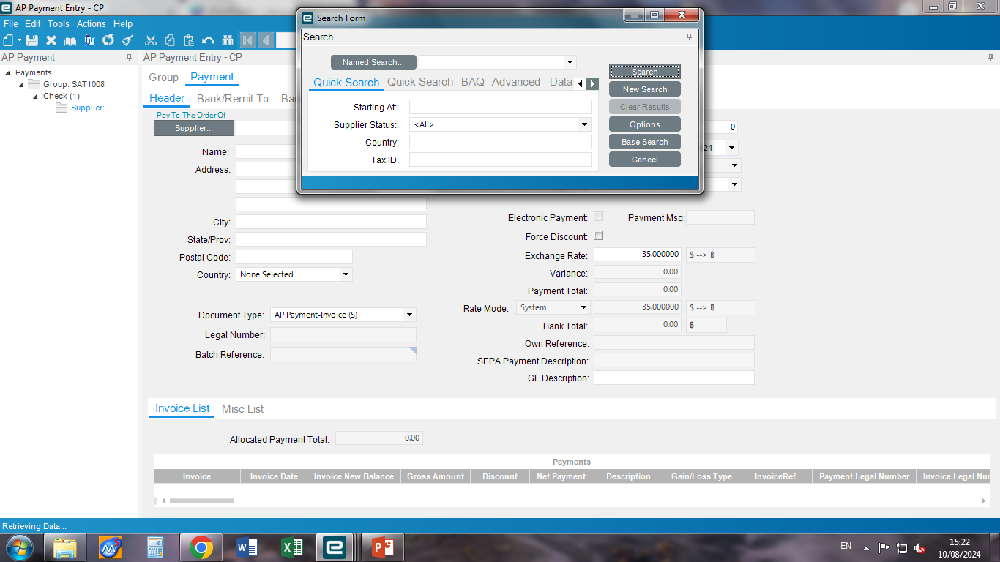 AP Payment Entry - CP
File Edit Tools Actions Help
AP Payment
Payments
Group: SAT1008
Check (1)
Supplier:
AP Payment Entry - CP
Group Payment
Header Bank/Remit To
Pay To The Order Of
Supplier...
Name:
Address:
City:
State/Prov:
Postal Code:
Country: None Selected
Document Type: AP Payment-Invoice (S)
Legal Number:
Batch Reference:
Search Form
Search
Named Search...
Quick Search Quick Search BAQ Advanced Data
Starting At::
Supplier Status:: <All>
Country:
Tax ID:
Search
New Search
Clear Results
Options
Base Search
Cancel
0
24
Electronic Payment: Payment Msg:
Force Discount:
Exchange Rate: 35.000000 $ --> ฿
Variance: 0.00
Payment Total: 0.00
Rate Mode: System 35.000000 $ --> ฿
Bank Total: 0.00 ฿
Own Reference:
SEPA Payment Description:
GL Description:
Invoice List Misc List
Allocated Payment Total: 0.00
Payments
Invoice Invoice Date Invoice New Balance Gross Amount Discount Net Payment Description Gain/Loss Type InvoiceRef Payment Legal Number Invoice Legal Num
Retrieving Data...
EN
15:22
10/08/2024